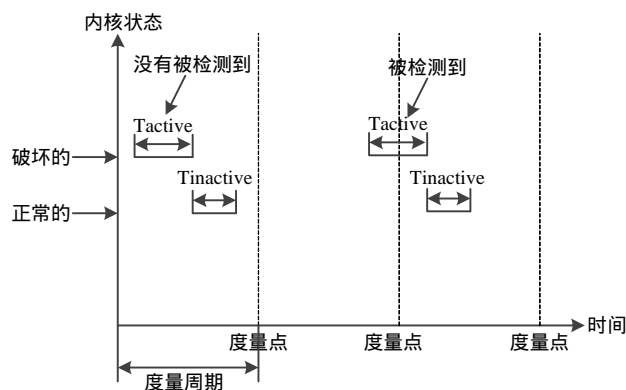 内核状态
没有被检测到
被检测到
Tactive
Tactive
破坏的
Tinactive
Tinactive
正常的
时间
度量点
度量点
度量点
度量周期